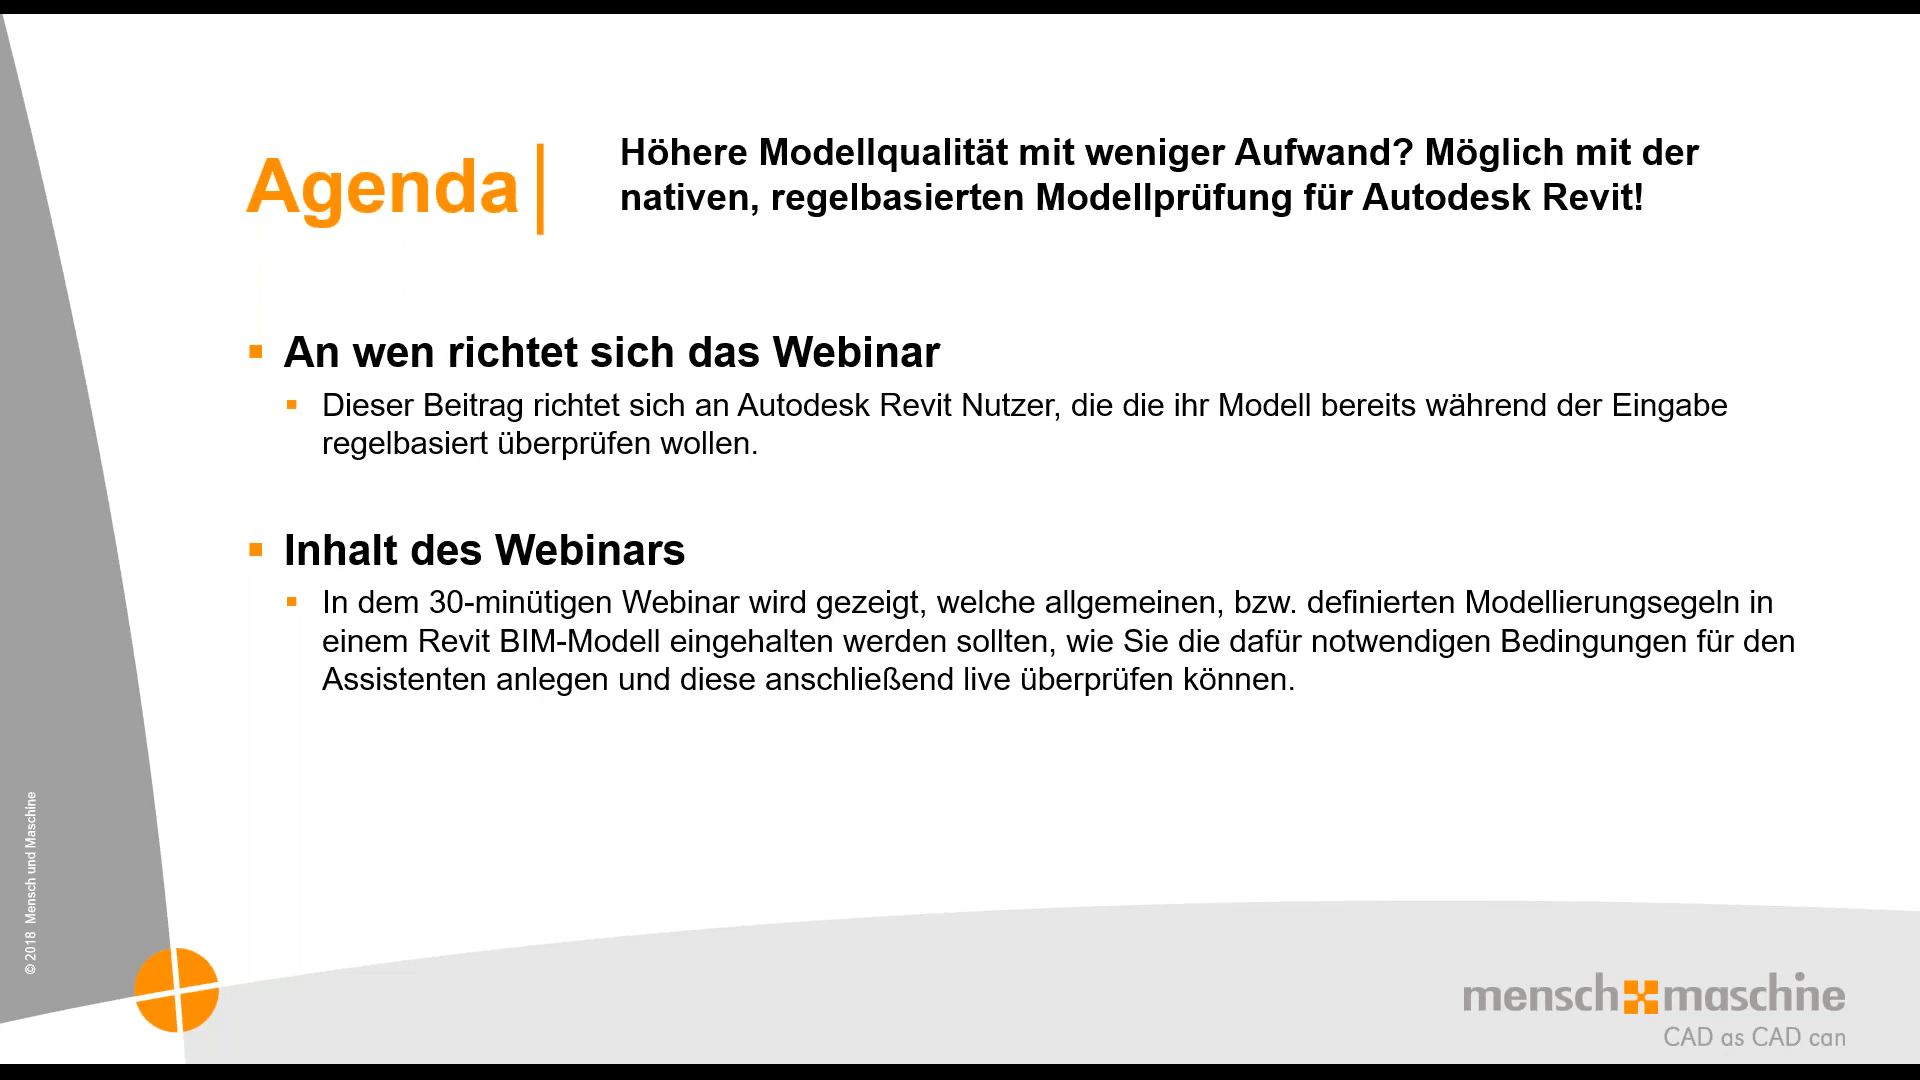 Agenda
Höhere Modellqualität mit weniger Aufwand? Möglich mit der
nativen, regelbasierten Modellprüfung für Autodesk Revit!
An wen richtet sich das Webinar
Dieser Beitrag richtet sich an Autodesk Revit Nutzer, die die ihr Modell bereits während der Eingabe
regelbasiert überprüfen wollen.
Inhalt des Webinars
In dem 30-minütigen Webinar wird gezeigt, welche allgemeinen, bzw. definierten Modellierungsegeln in
einem Revit BIM-Modell eingehalten werden sollten, wie Sie die dafür notwendigen Bedingungen für den
Assistenten anlegen und diese anschließend live überprüfen können.
© 2018 Mensch und Maschine
mensch maschine
CAD as CAD can